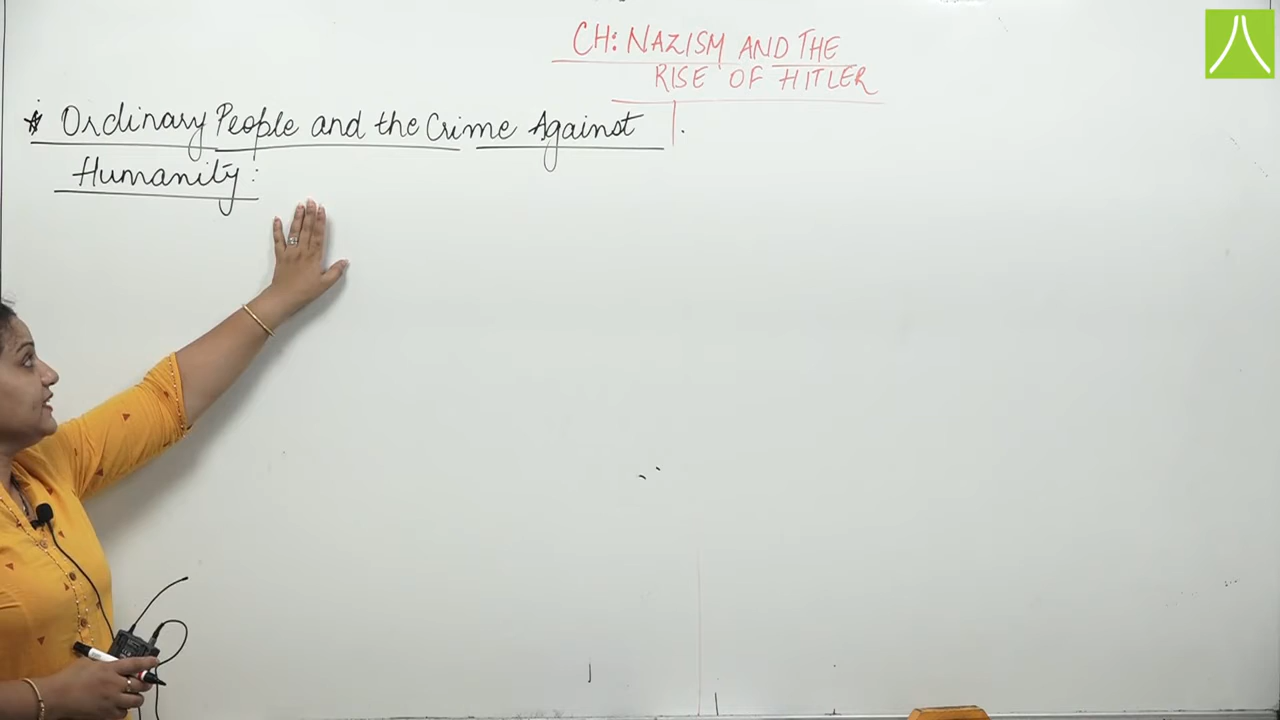 CH: NAZISM AND THE
RISE OF HITLER
* Ordinary People and the Crime Against
Humanity: